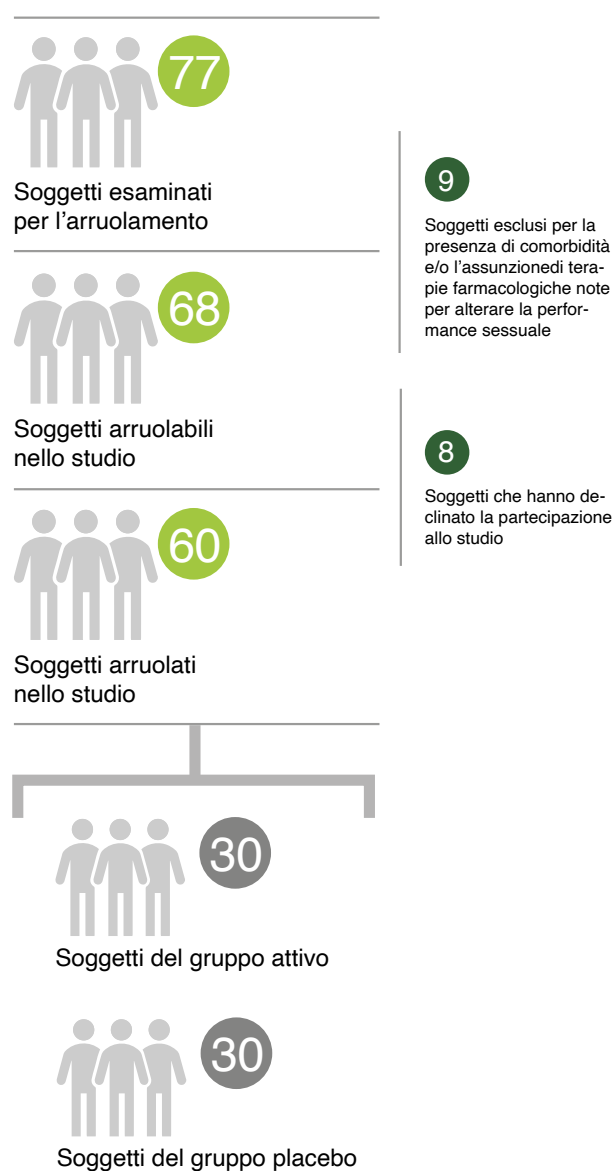 77
Soggetti esaminati
per l'arruolamento
9
Soggetti esclusi per la
presenza di comorbidità
e/o l'assunzionedi tera-
pie farmacologiche note
per alterare la perfor-
mance sessuale
68
Soggetti arruolabili
nello studio
8
Soggetti che hanno de-
clinato la partecipazione
allo studio
60
Soggetti arruolati
nello studio
30
Soggetti del gruppo attivo
30
Soggetti del gruppo placebo